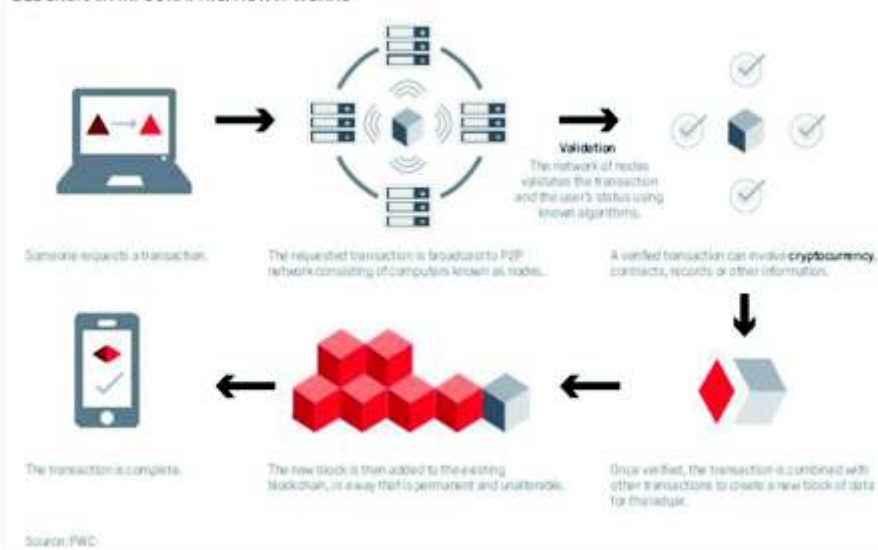 Validation
The network of nodes
validates the transaction
and the user's status using
known algorithms.
Someone requests a transaction.
The requested transaction is broadcast to P2P
network consisting of computers known as nodes.
A verified transaction can involve cryptocurrency,
contracts, records or other information.
Once verified, the transaction is combined with
other transactions to create a new block of data
for the
The new block is then added to the existing
blockchain, in a way that is permanent and unalterable.
The transaction is complete.
Source: PWC